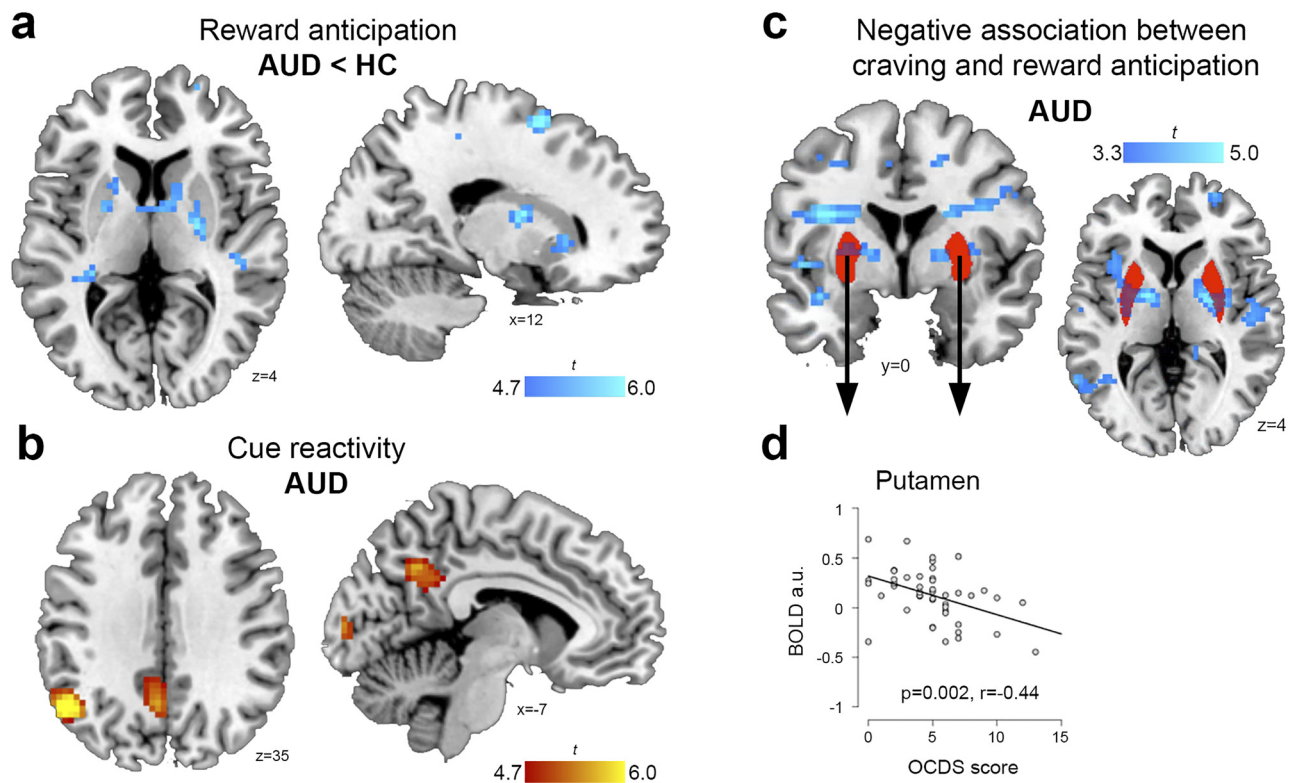 a
Reward anticipation
AUD < HC
z=4
x=12
t
4.7
6.0
b
Cue reactivity
AUD
z=35
x=-7
t
4.7
6.0
c
Negative association between
craving and reward anticipation
AUD
t
3.3
5.0
y=0
z=4
d
Putamen
1
0.5
0
-0.5
-1
BOLD a.u.
p=0.002, r=-0.44
0 5 10 15
OCDS score